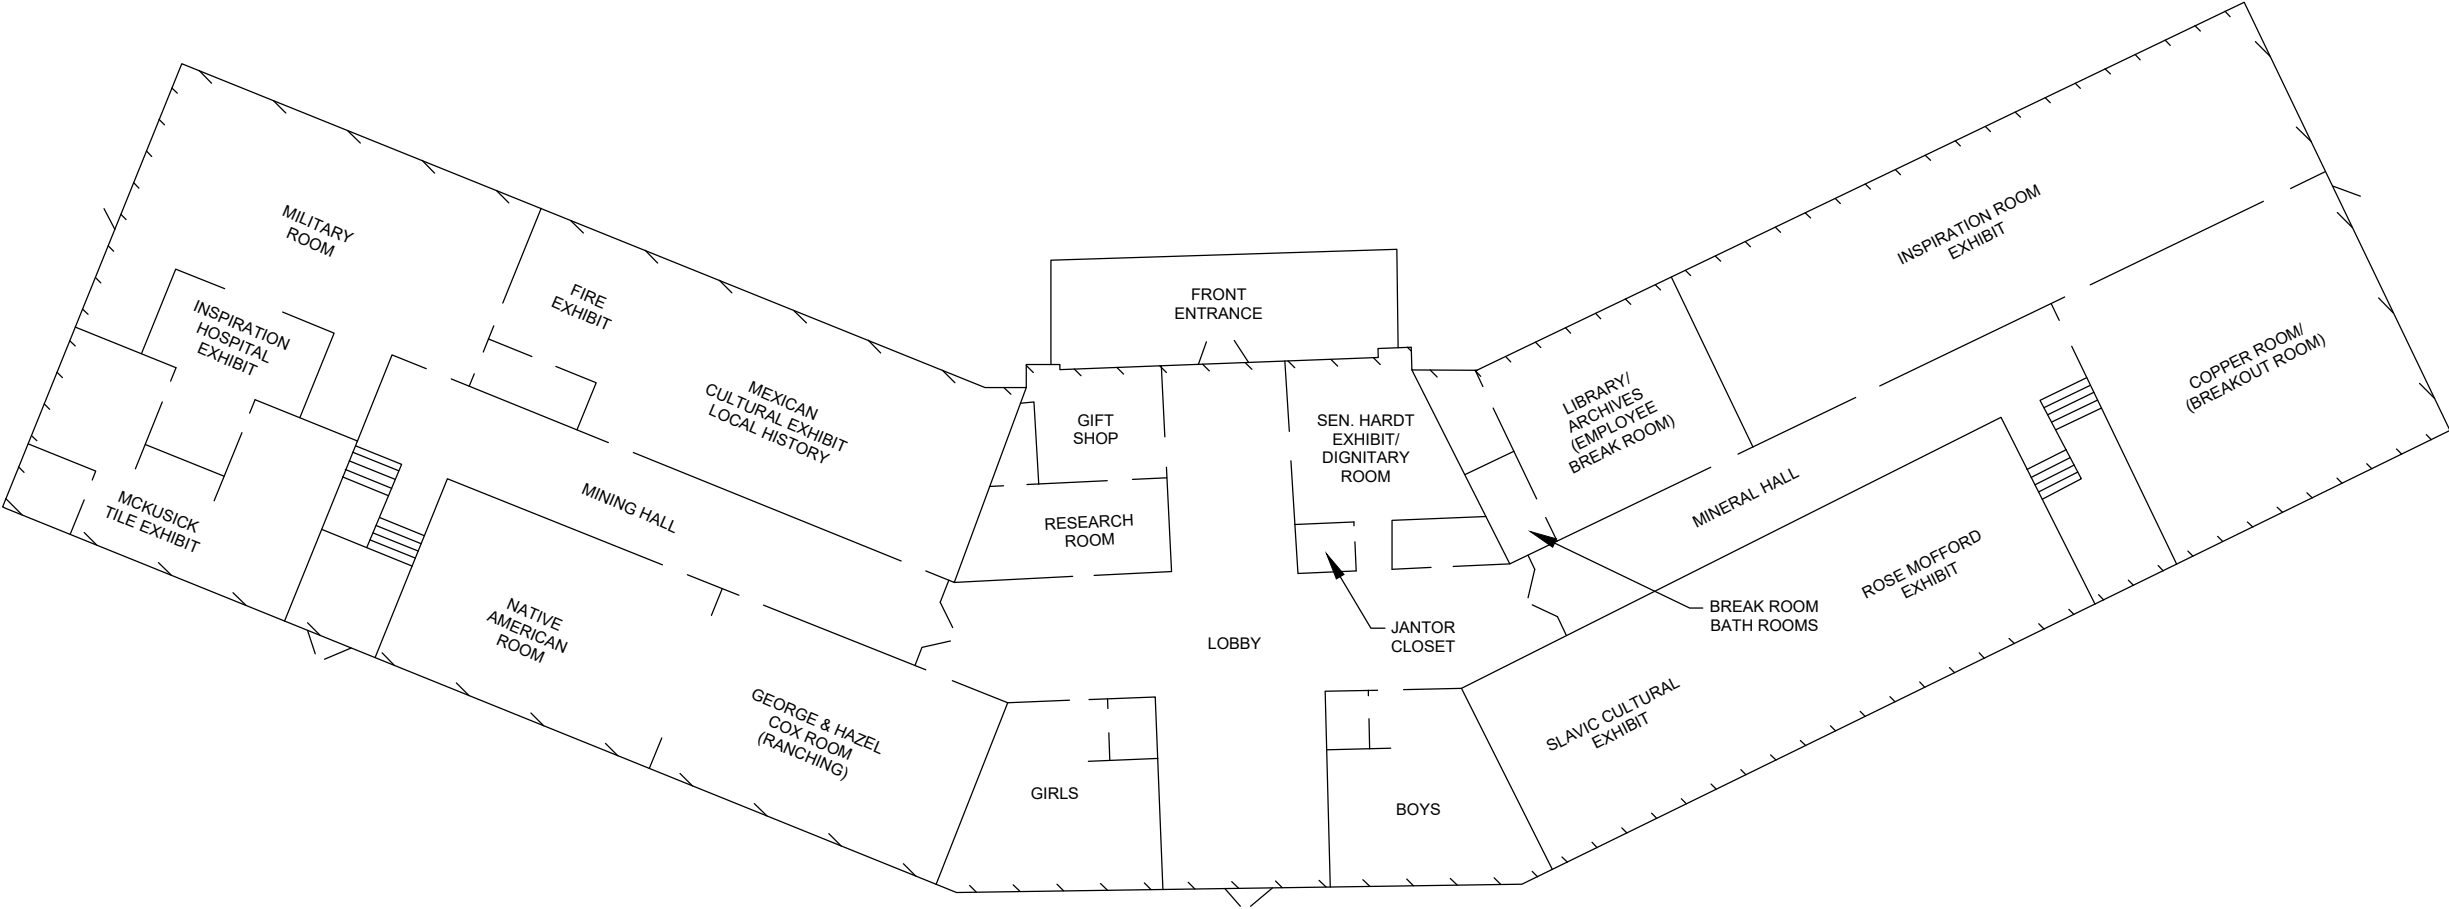 MILITARY
ROOM
INSPIRATION
HOSPITAL
EXHIBIT
MCKUSICK
TILE EXHIBIT
FIRE
EXHIBIT
MEXICAN
CULTURAL EXHIBIT
LOCAL HISTORY
MINING HALL
NATIVE
AMERICAN
ROOM
GEORGE & HAZEL
COX ROOM
(RANCHING)
FRONT
ENTRANCE
GIFT
SHOP
RESEARCH
ROOM
SEN. HARDT
EXHIBIT/
DIGNITARY
ROOM
LOBBY
JANTOR
CLOSET
GIRLS
BOYS
LIBRARY/
ARCHIVES
(EMPLOYEE
BREAK ROOM)
BREAK ROOM
BATH ROOMS
MINERAL HALL
INSPIRATION ROOM
EXHIBIT
COPPER ROOM/
(BREAKOUT ROOM)
ROSE MOFFORD
EXHIBIT
SLAVIC CULTURAL
EXHIBIT